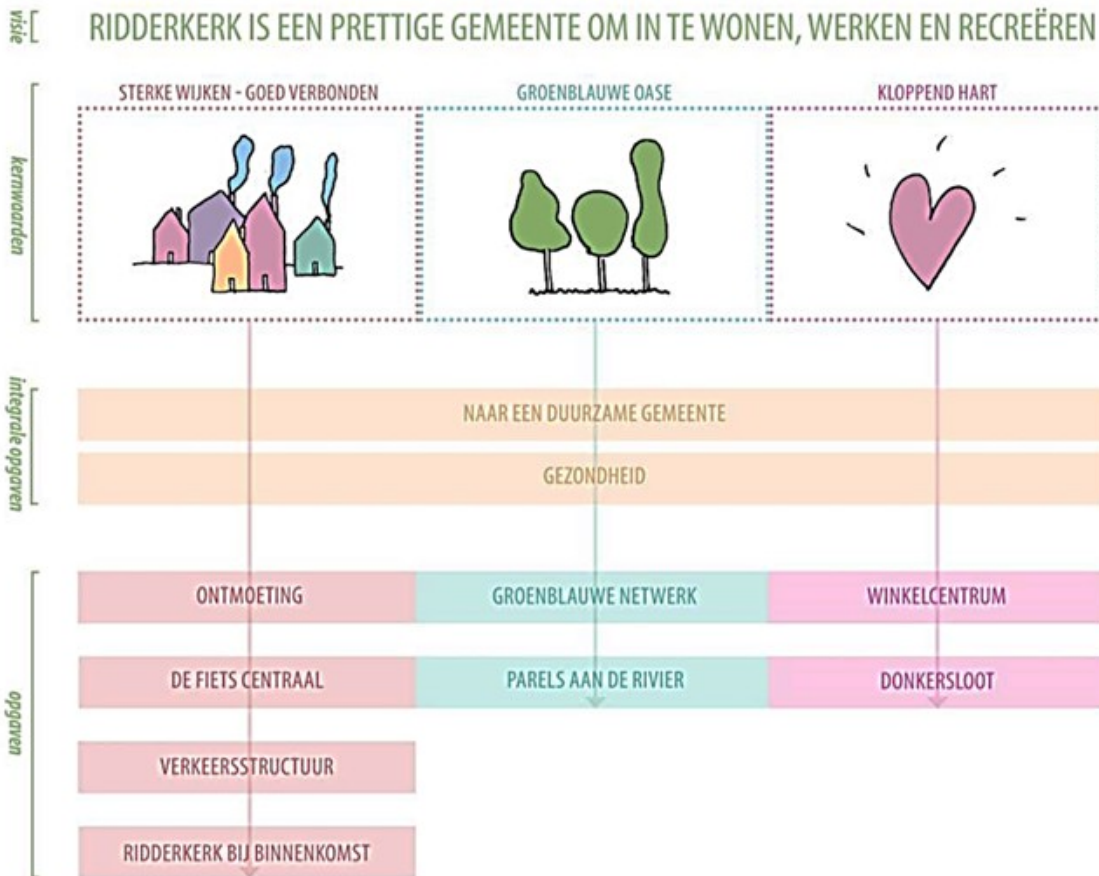 visie
RIDDERKERK IS EEN PRETTIGE GEMEENTE OM IN TE WONEN, WERKEN EN RECREËREN
kernwaarden
STERKE WIJKEN - GOED VERBONDEN
GROENBLAUWE OASE
KLOPPEND HART
integrale opgaven
NAAR EEN DUURZAME GEMEENTE
GEZONDHEID
opgaven
ONTMOETING
GROENBLAUWE NETWERK
WINKELCENTRUM
DE FIETS CENTRAAL
PARELS AAN DE RIVIER
DONKERSLOOT
VERKEERSSTRUCTUUR
RIDDERKERK BIJ BINNENKOMST